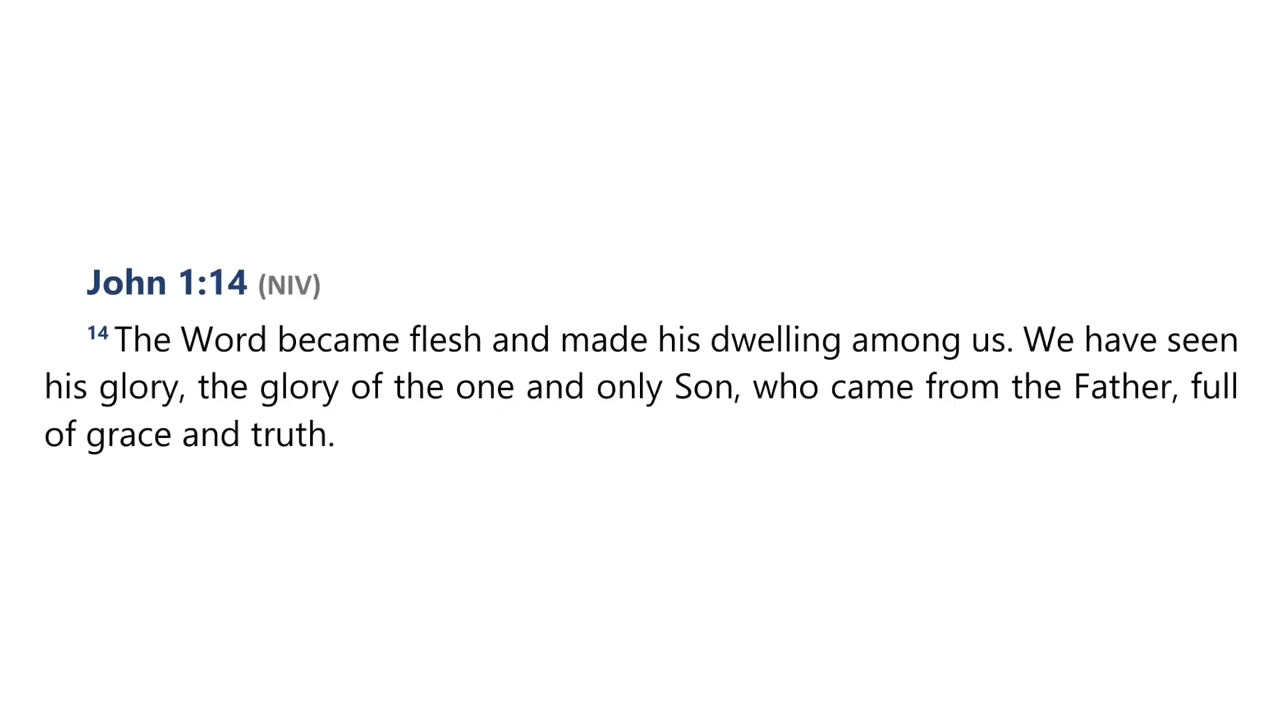 John 1:14 (NIV)
14 The Word became flesh and made his dwelling among us. We have seen
his glory, the glory of the one and only Son, who came from the Father, full
of grace and truth.